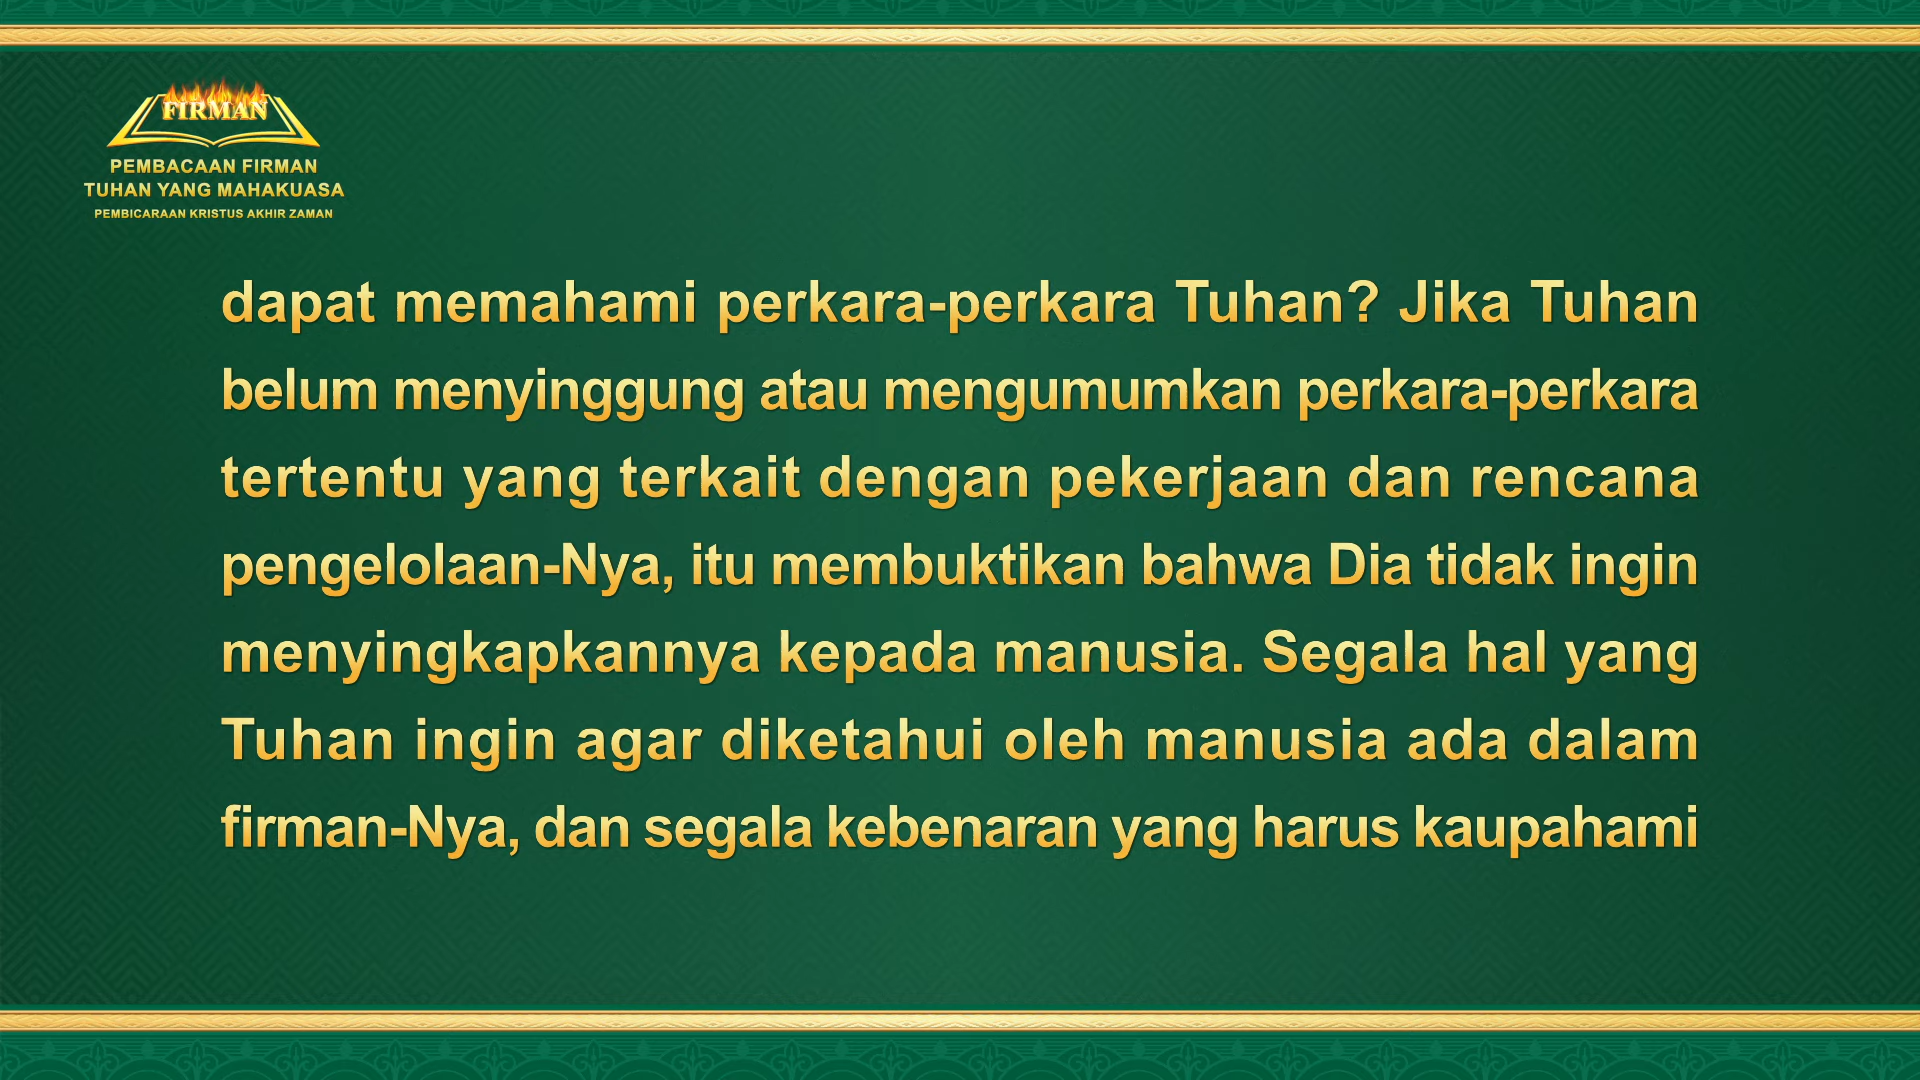 FIRMAN
PEMBACAAN FIRMAN
TUHAN YANG MAHAKUASA
PEMBICARAAN KRISTUS AKHIR ZAMAN
dapat memahami perkara-perkara Tuhan? Jika Tuhan
belum menyinggung atau mengumumkan perkara-perkara
tertentu yang terkait dengan pekerjaan dan rencana
pengelolaan-Nya, itu membuktikan bahwa Dia tidak ingin
menyingkapkannya kepada manusia. Segala hal yang
Tuhan ingin agar diketahui oleh manusia ada dalam
firman-Nya, dan segala kebenaran yang harus kaupahami